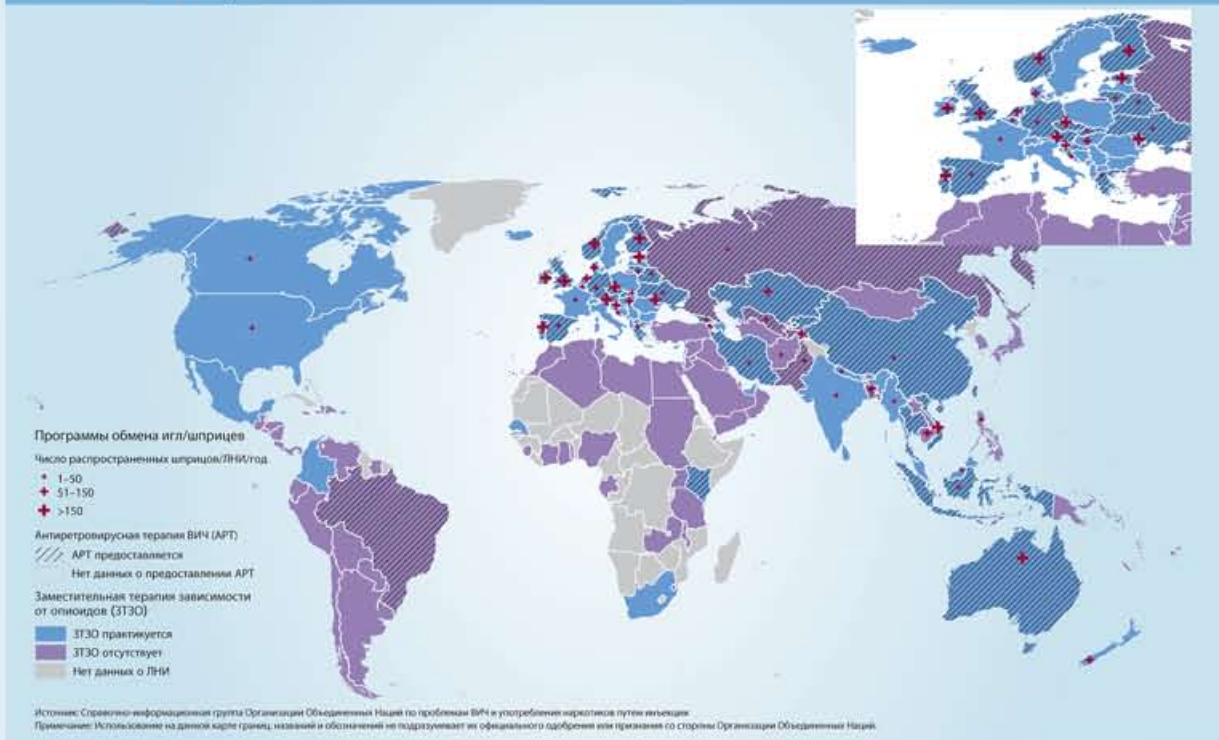 Программы обмена игл/шприцев
Число распространенных шприцев/ЛНИ/год
1–50
51–150
>150
Антиретровирусная терапия ВИЧ (АРТ)
АРТ предоставляется
Нет данных о предоставлении АРТ
Заместительная терапия зависимости
от опиоидов (ЗТЗО)
ЗТЗО практикуется
ЗТЗО отсутствует
Нет данных о ЛНИ
Источник: Справочно-информационная группа Организации Объединенных Наций по проблемам ВИЧ и употребления наркотиков путем инъекции
Примечание: Использование на данной карте границ, названий и обозначений не подразумевает их официального одобрения или признания со стороны Организации Объединенных Наций.